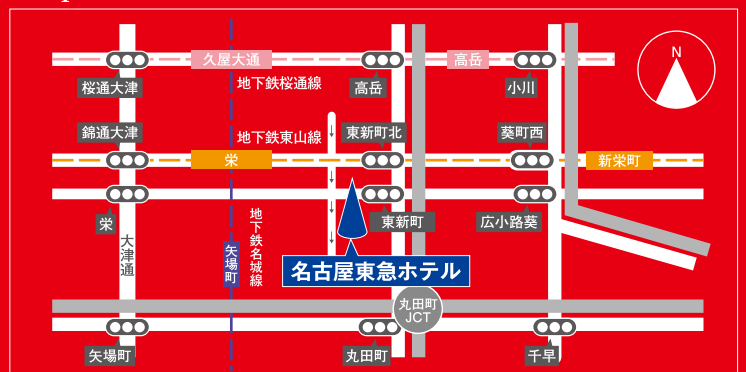 久屋大通
高岳
N
地下鉄桜通線
桜通大津
高岳
小川
錦通大津
地下鉄東山線
東新町北
葵町西
栄
新栄町
栄
東新町
広小路葵
大津通
矢場町
地下鉄名城線
名古屋東急ホテル
丸田町
JCT
矢場町
丸田町
千早